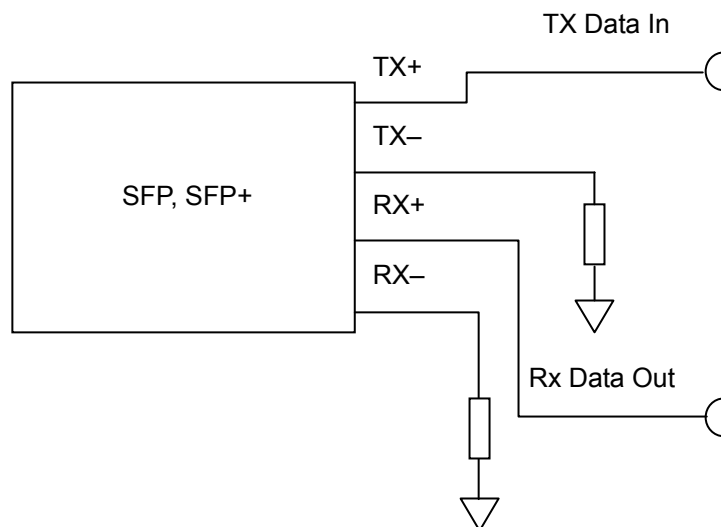 TX Data In
TX+
TX–
SFP, SFP+
RX+
RX–
Rx Data Out